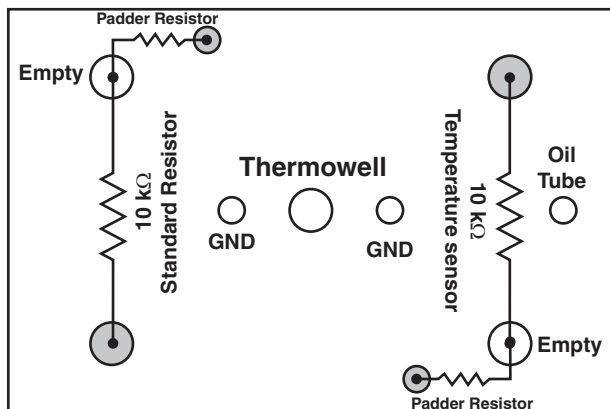 Padder Resistor
Empty
10 kΩ
Standard Resistor
Thermowell
GND
GND
Temperature sensor
10 kΩ
Oil
Tube
Empty
Padder Resistor